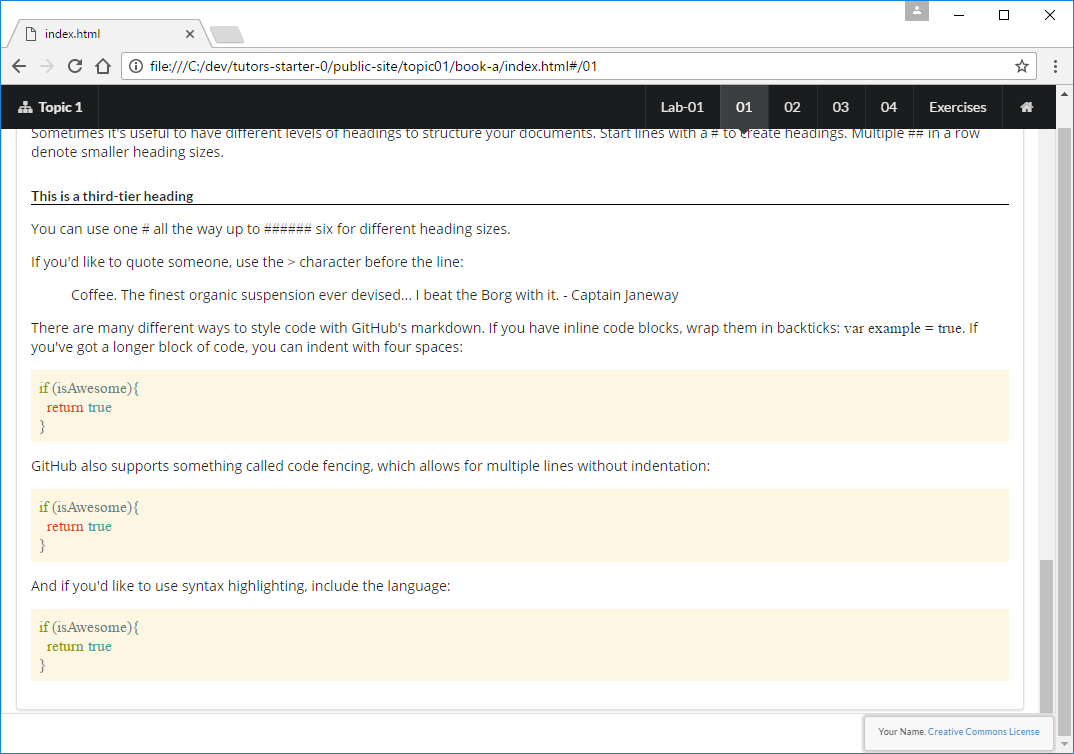 index.html
file:///C:/dev/tutors-starter-0/public-site/topic01/book-a/index.html#/01
Topic 1 Lab-01 01 02 03 04 Exercises
Sometimes it's useful to have different levels of headings to structure your documents. Start lines with a # to create headings. Multiple ## in a row
denote smaller heading sizes.
This is a third-tier heading
You can use one # all the way up to ###### six for different heading sizes.
If you'd like to quote someone, use the > character before the line:
Coffee. The finest organic suspension ever devised... I beat the Borg with it. - Captain Janeway
There are many different ways to style code with GitHub's markdown. If you have inline code blocks, wrap them in backticks: var example = true. If
you've got a longer block of code, you can indent with four spaces:
if (isAwesome){
  return true
}
GitHub also supports something called code fencing, which allows for multiple lines without indentation:
if (isAwesome){
  return true
}
And if you'd like to use syntax highlighting, include the language:
if (isAwesome){
  return true
}
Your Name. Creative Commons License